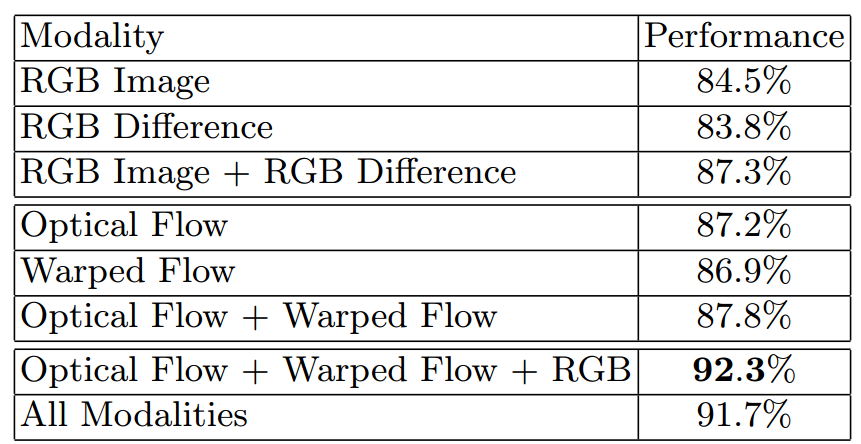 Modality Performance
RGB Image 84.5%
RGB Difference 83.8%
RGB Image + RGB Difference 87.3%
Optical Flow 87.2%
Warped Flow 86.9%
Optical Flow + Warped Flow 87.8%
Optical Flow + Warped Flow + RGB 92.3%
All Modalities 91.7%